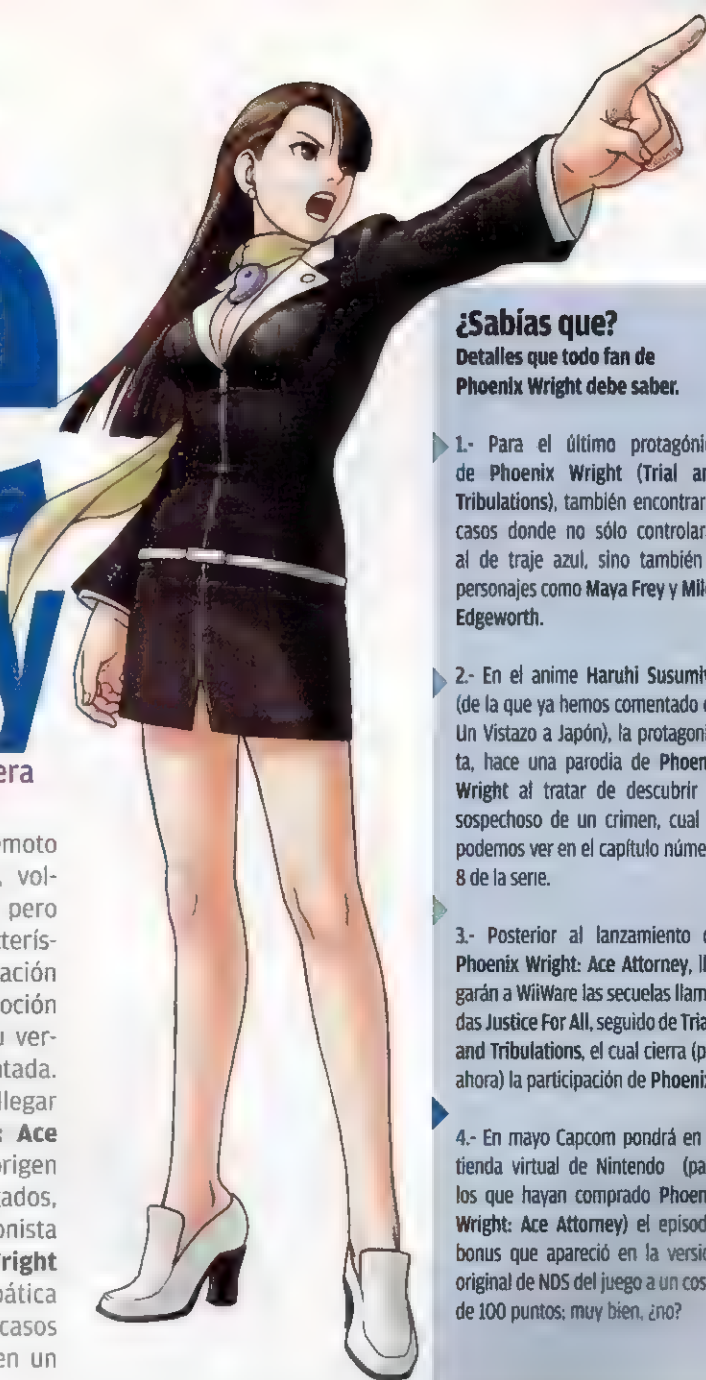 y
era
emoto
, vol-
pero
terís-
ación
oción
u ver-
ntada.
llegar
: Ace
origen
gados,
onista
Wright
pática
casos
en un
¿Sabías que?
Detalles que todo fan de
Phoenix Wright debe saber.
1.- Para el último protagónic
de Phoenix Wright (Trial an
Tribulations), también encontrar
casos donde no sólo controlar
al de traje azul, sino también
personajes como Maya Frey y Mil
Edgeworth.
2.- En el anime Haruhi Susumiy
(de la que ya hemos comentado e
Un Vistazo a Japón), la protagoni
ta, hace una parodia de Phoen
Wright al tratar de descubrir
sospechoso de un crimen, cual
podemos ver en el capítulo núme
8 de la serie.
3.- Posterior al lanzamiento d
Phoenix Wright: Ace Attorney, ll
garán a WiiWare las secuelas llam
das Justice For All, seguido de Tria
and Tribulations, el cual cierra (p
ahora) la participación de Phoeni
4.- En mayo Capcom pondrá en
tienda virtual de Nintendo (pa
los que hayan comprado Phoen
Wright: Ace Attorney) el episod
bonus que apareció en la versió
original de NDS del juego a un cos
de 100 puntos; muy bien, ¿no?